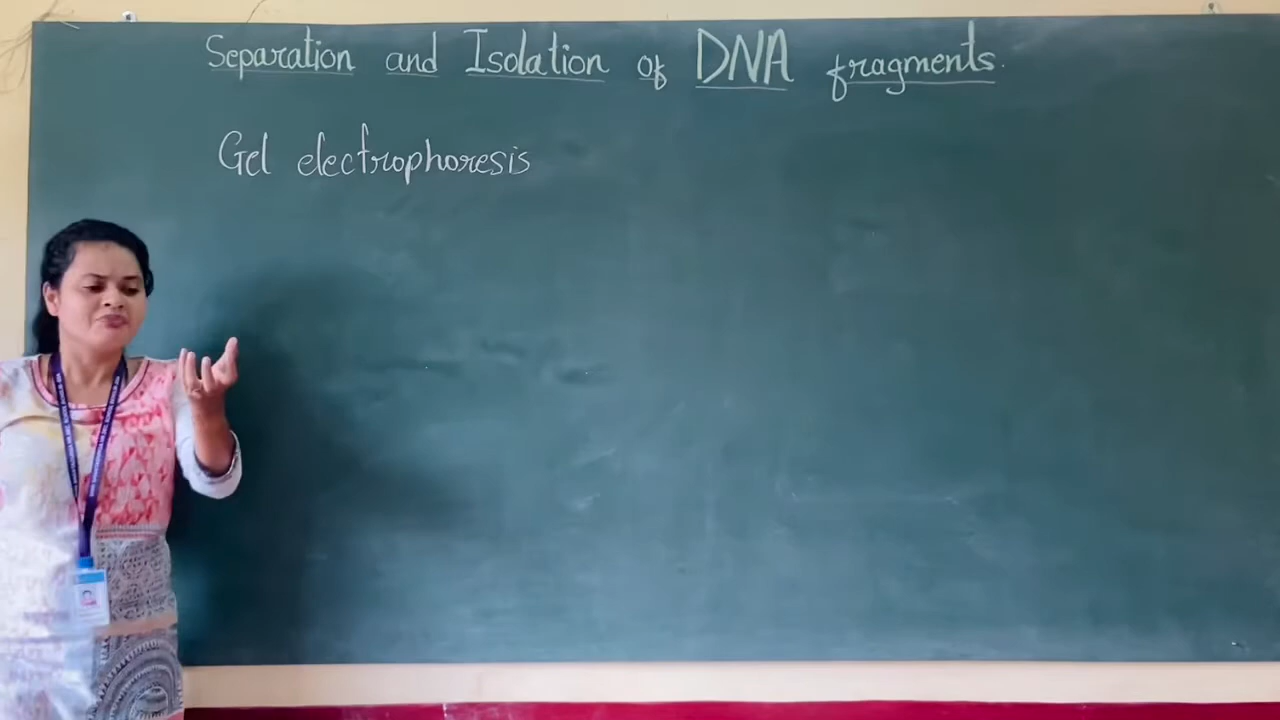 Separation and Isolation of DNA fragments.
Gel electrophoresis